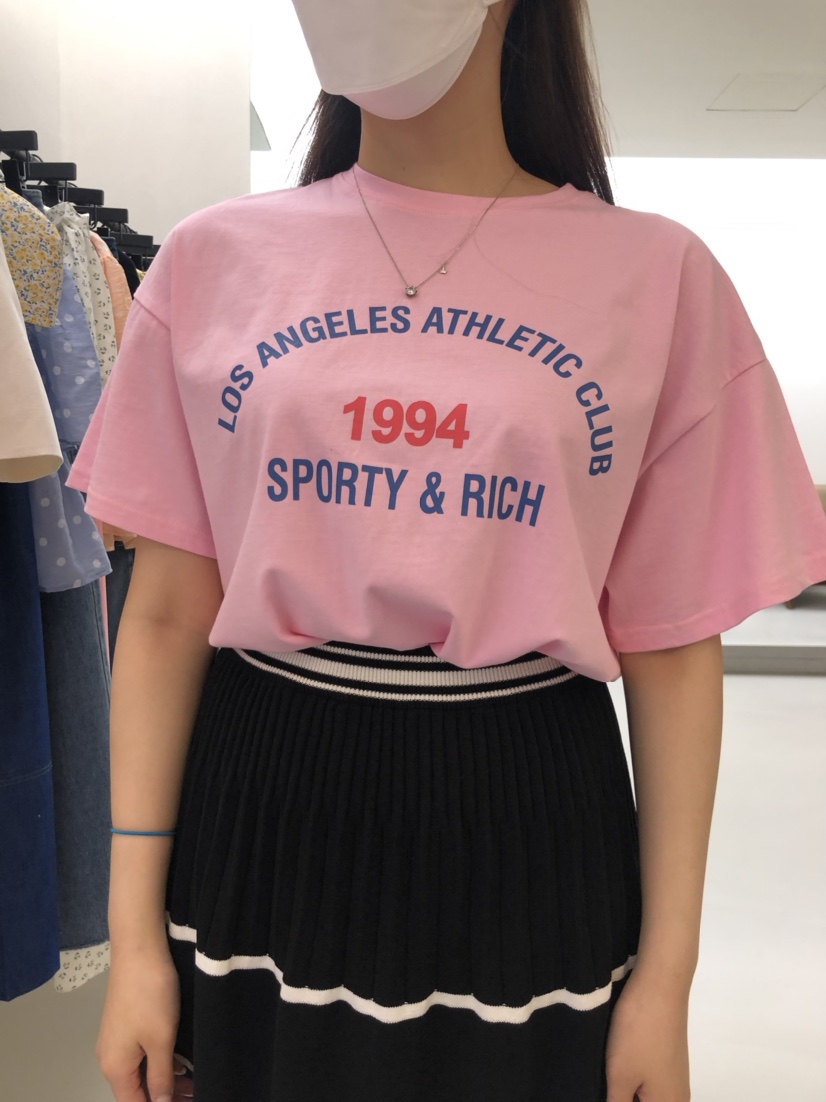 LOS ANGELES ATHLETIC CLUB
1994
SPORTY & RICH